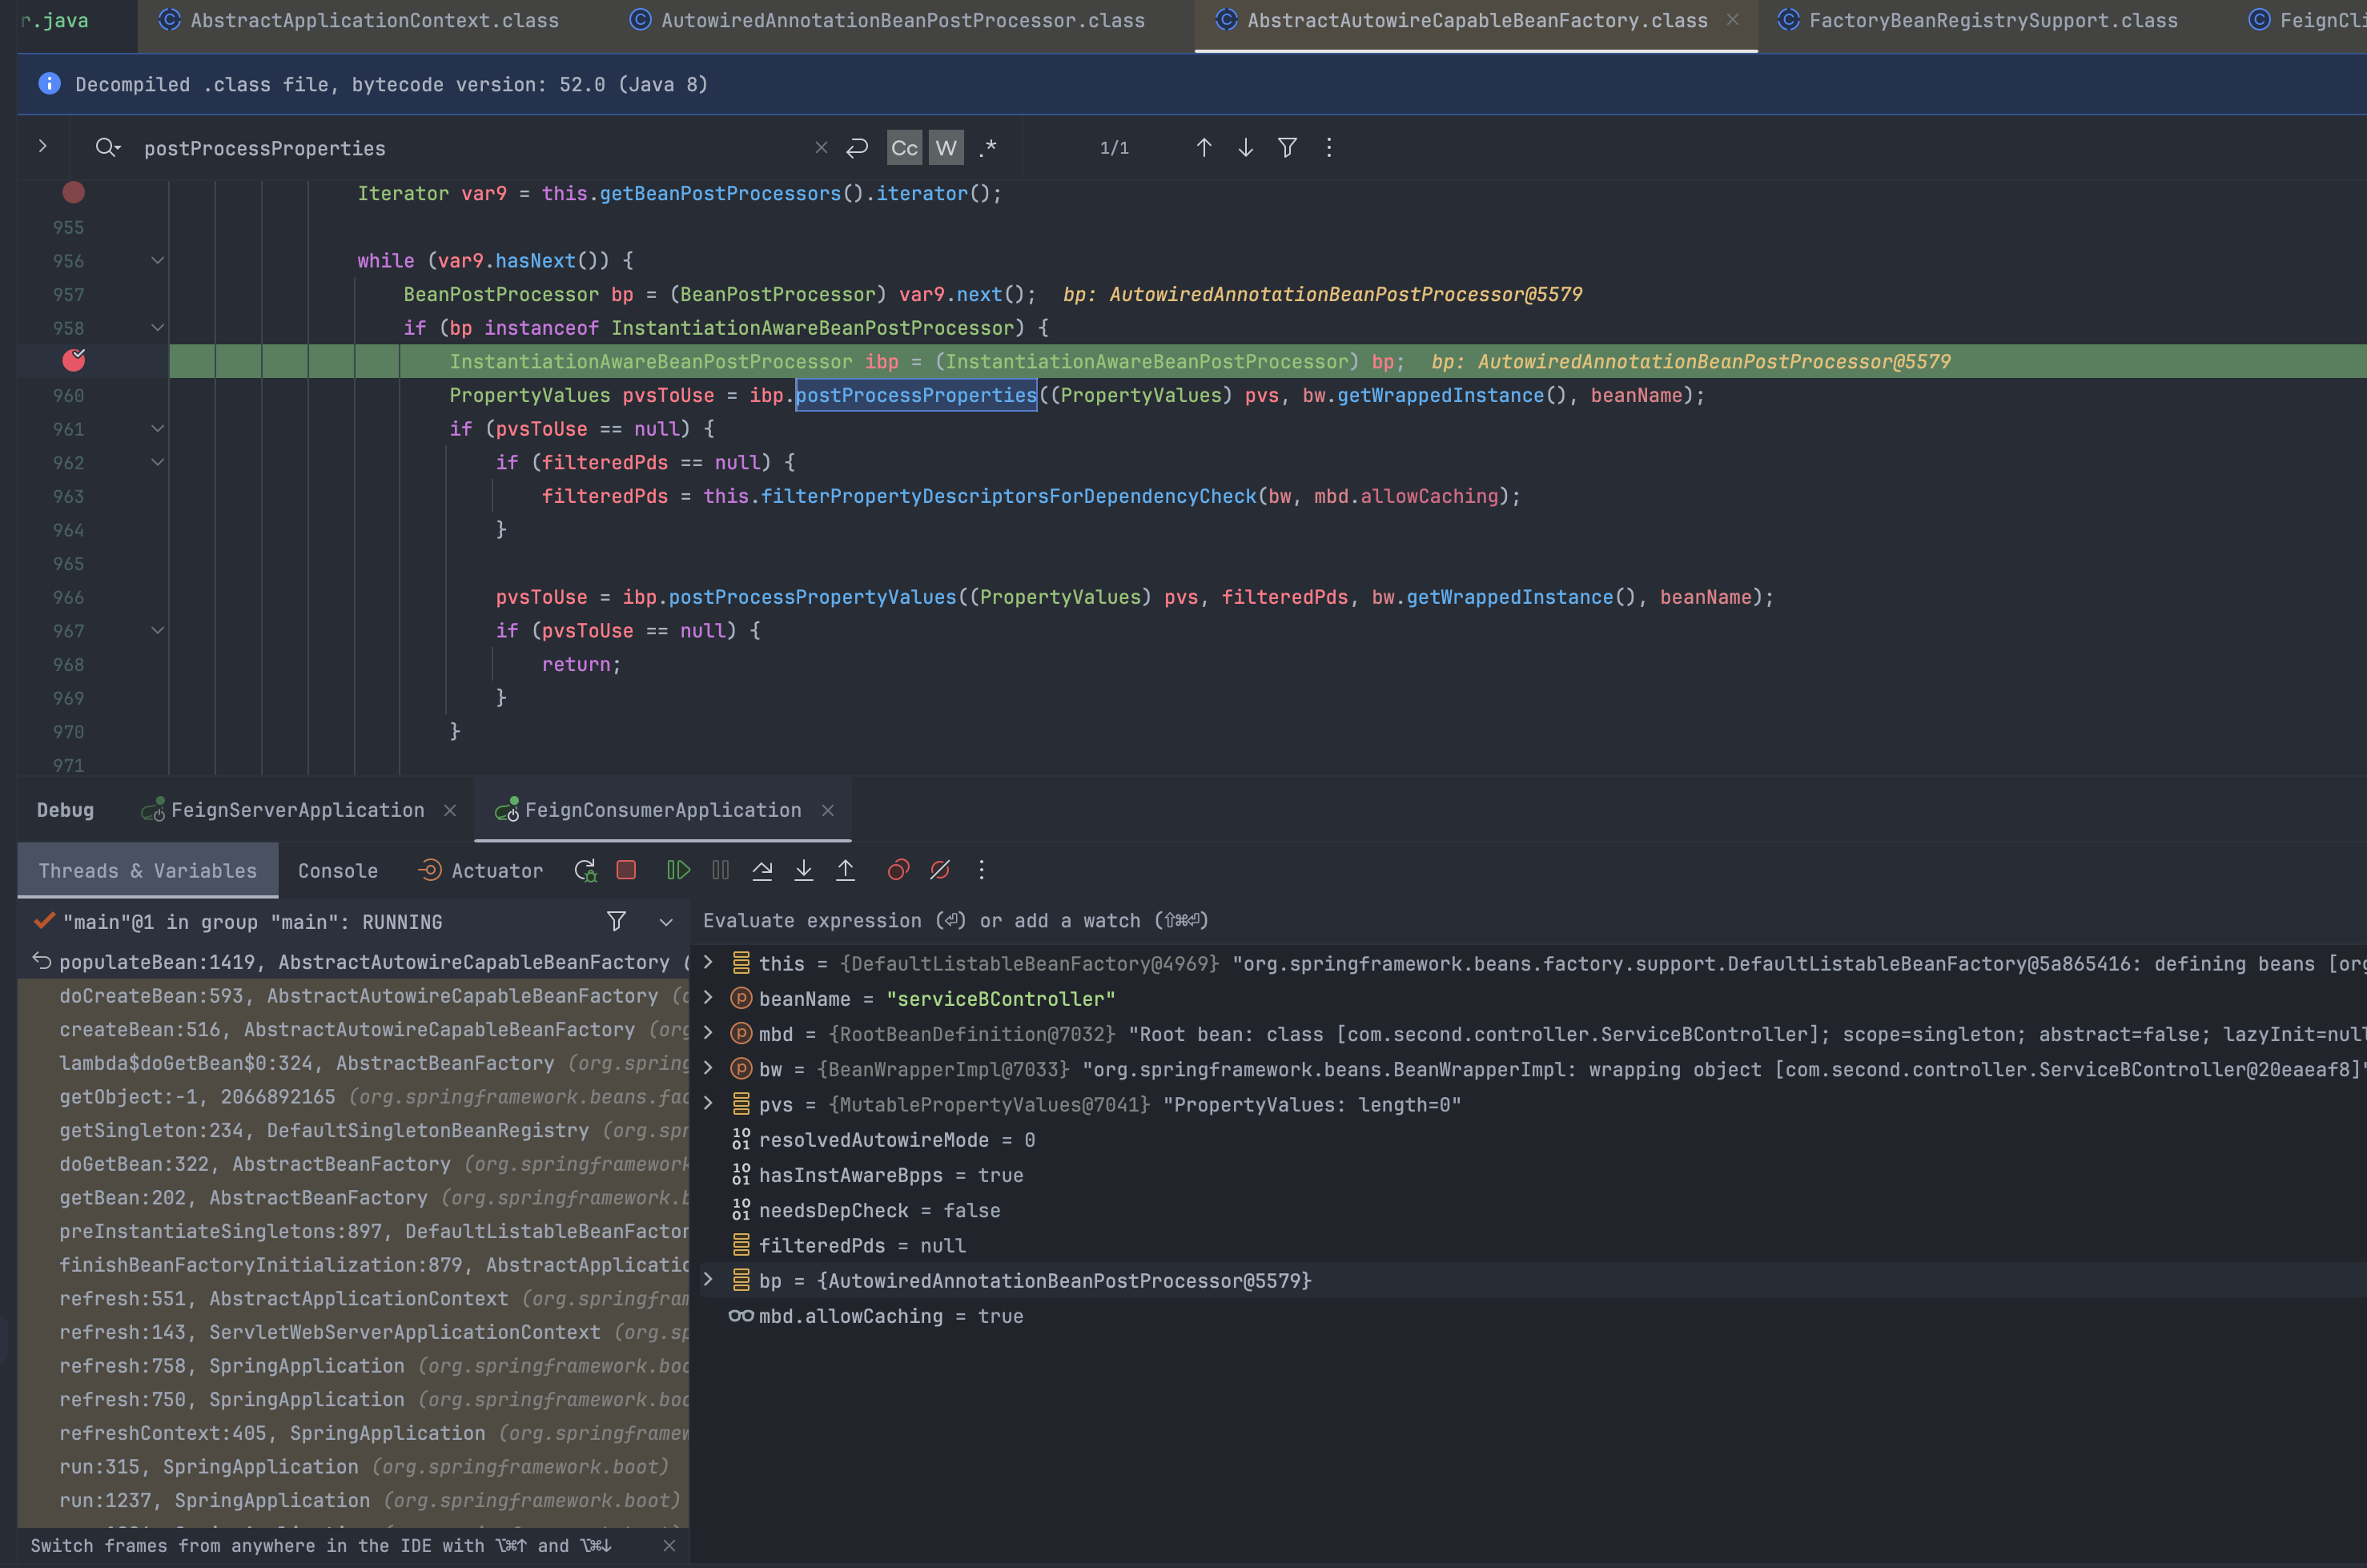 r.java AbstractApplicationContext.class AutowiredAnnotationBeanPostProcessor.class AbstractAutowireCapableBeanFactory.class FactoryBeanRegistrySupport.class FeignCli
Decompiled .class file, bytecode version: 52.0 (Java 8)
postProcessProperties Cc W .* 1/1
Iterator var9 = this.getBeanPostProcessors().iterator();
955
956 while (var9.hasNext()) {
957 BeanPostProcessor bp = (BeanPostProcessor) var9.next(); bp: AutowiredAnnotationBeanPostProcessor@5579
958 if (bp instanceof InstantiationAwareBeanPostProcessor) {
InstantiationAwareBeanPostProcessor ibp = (InstantiationAwareBeanPostProcessor) bp; bp: AutowiredAnnotationBeanPostProcessor@5579
960 PropertyValues pvsToUse = ibp.postProcessProperties((PropertyValues) pvs, bw.getWrappedInstance(), beanName);
961 if (pvsToUse == null) {
962 if (filteredPds == null) {
963 filteredPds = this.filterPropertyDescriptorsForDependencyCheck(bw, mbd.allowCaching);
964 }
965
966 pvsToUse = ibp.postProcessPropertyValues((PropertyValues) pvs, filteredPds, bw.getWrappedInstance(), beanName);
967 if (pvsToUse == null) {
968 return;
969 }
970 }
971
Debug FeignServerApplication FeignConsumerApplication
Threads & Variables Console Actuator
"main"@1 in group "main": RUNNING
populateBean:1419, AbstractAutowireCapableBeanFactory (
doCreateBean:593, AbstractAutowireCapableBeanFactory (o
createBean:516, AbstractAutowireCapableBeanFactory (org
lambda$doGetBean$0:324, AbstractBeanFactory (org.spring
getObject:-1, 2066892165 (org.springframework.beans.fac
getSingleton:234, DefaultSingletonBeanRegistry (org.spr
doGetBean:322, AbstractBeanFactory (org.springframework
getBean:202, AbstractBeanFactory (org.springframework.b
preInstantiateSingletons:897, DefaultListableBeanFactor
finishBeanFactoryInitialization:879, AbstractApplicatio
refresh:551, AbstractApplicationContext (org.springfram
refresh:143, ServletWebServerApplicationContext (org.sp
refresh:758, SpringApplication (org.springframework.boo
refresh:750, SpringApplication (org.springframework.boo
refreshContext:405, SpringApplication (org.springframew
run:315, SpringApplication (org.springframework.boot)
run:1237, SpringApplication (org.springframework.boot)
Switch frames from anywhere in the IDE with ⌥⌘↑ and ⌥⌘↓
Evaluate expression (⏎) or add a watch (⇧⌘⏎)
this = {DefaultListableBeanFactory@4969} "org.springframework.beans.factory.support.DefaultListableBeanFactory@5a865416: defining beans [org
beanName = "serviceBController"
mbd = {RootBeanDefinition@7032} "Root bean: class [com.second.controller.ServiceBController]; scope=singleton; abstract=false; lazyInit=null
bw = {BeanWrapperImpl@7033} "org.springframework.beans.BeanWrapperImpl: wrapping object [com.second.controller.ServiceBController@20eaeaf8]"
pvs = {MutablePropertyValues@7041} "PropertyValues: length=0"
resolvedAutowireMode = 0
hasInstAwareBpps = true
needsDepCheck = false
filteredPds = null
bp = {AutowiredAnnotationBeanPostProcessor@5579}
mbd.allowCaching = true